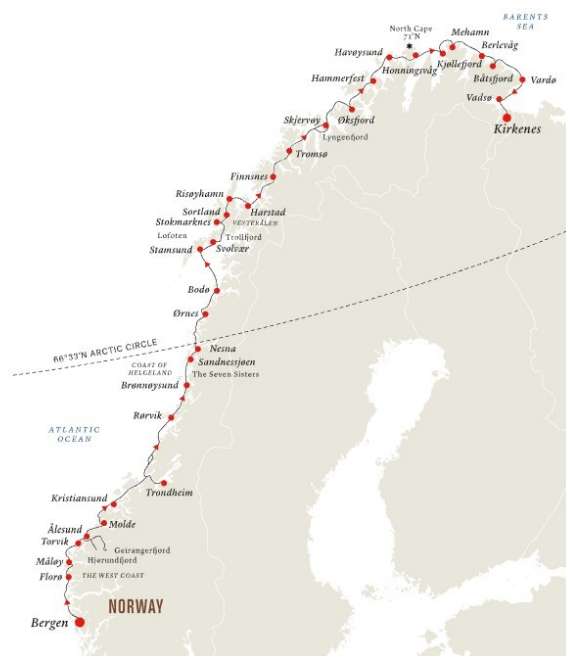 BARENTS
SEA
North Cape
71°N
Mehamn
Berlevåg
Havøysund
Kjøllefjord
Honningsvåg
Båtsfjord
Vardø
Hammerfest
Vadsø
Kirkenes
Øksfjord
Skjervøy
Lyngenfjord
Tromsø
Finnsnes
Risøyhamn
Harstad
Sortland
Stokmarknes
VESTERÅLEN
Lofoten
Trollfjord
Stamsund
Svolvær
Bodø
Ørnes
66°33'N ARCTIC CIRCLE
Nesna
Sandnessjøen
COAST OF
HELGELAND
The Seven Sisters
Brønnøysund
Rørvik
ATLANTIC
OCEAN
Trondheim
Kristiansund
Molde
Ålesund
Torvik
Geirangerfjord
Hjørundfjord
Måløy
Florø
THE WEST COAST
NORWAY
Bergen